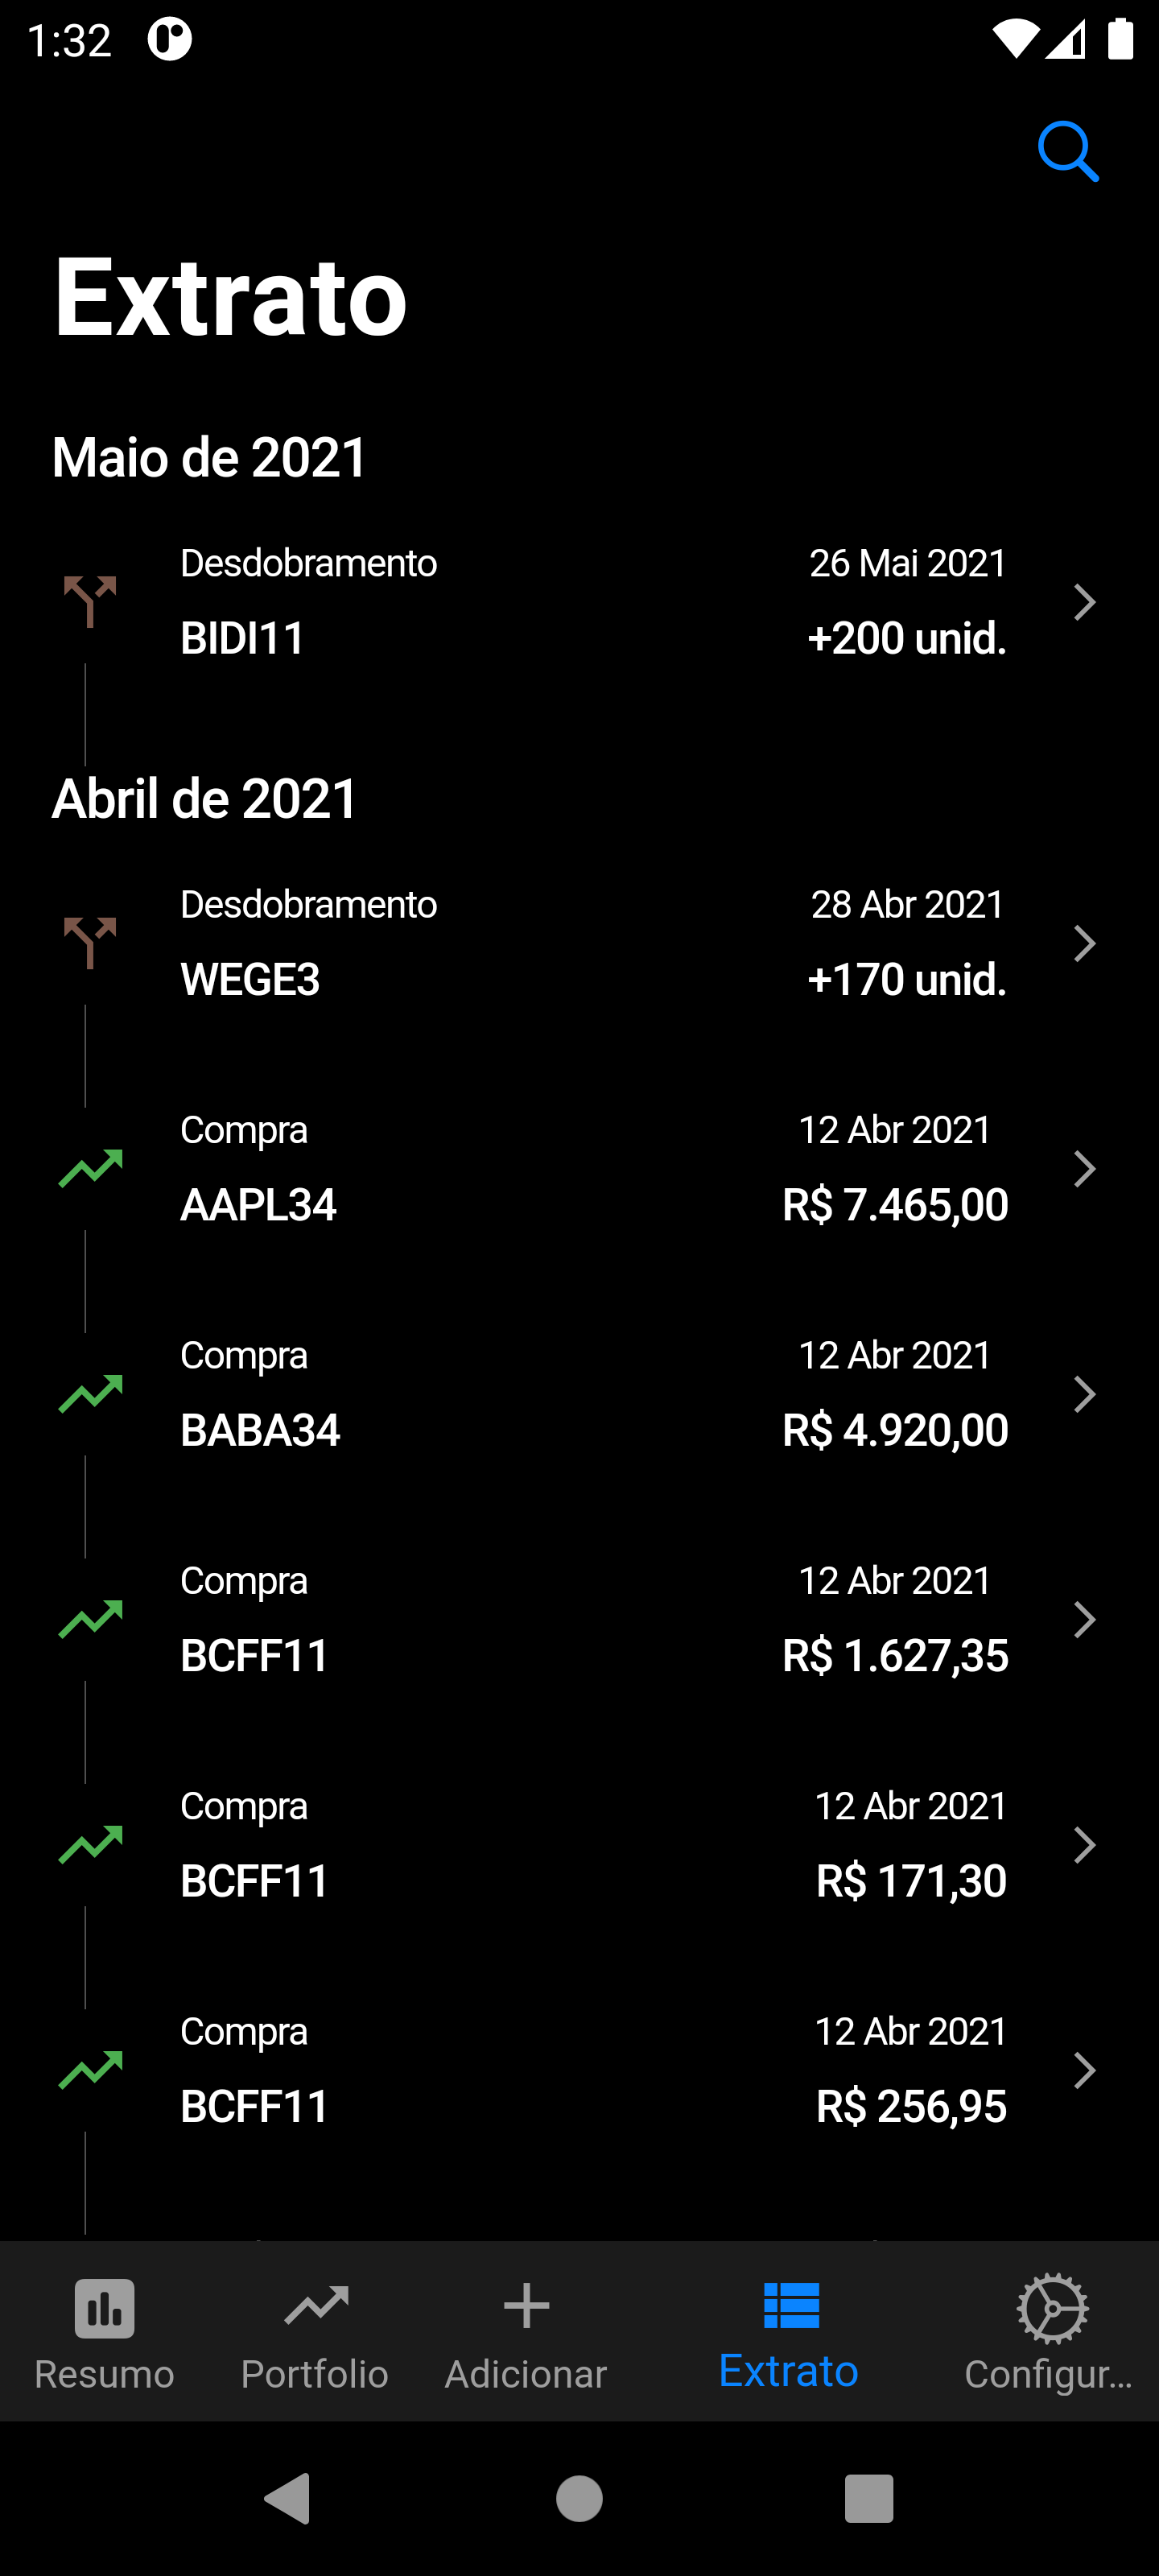 1:32
Extrato
Maio de 2021
Desdobramento 26 Mai 2021
BIDI11 +200 unid.
Abril de 2021
Desdobramento 28 Abr 2021
WEGE3 +170 unid.
Compra 12 Abr 2021
AAPL34 R$ 7.465,00
Compra 12 Abr 2021
BABA34 R$ 4.920,00
Compra 12 Abr 2021
BCFF11 R$ 1.627,35
Compra 12 Abr 2021
BCFF11 R$ 171,30
Compra 12 Abr 2021
BCFF11 R$ 256,95
Resumo Portfolio Adicionar Extrato Configur...